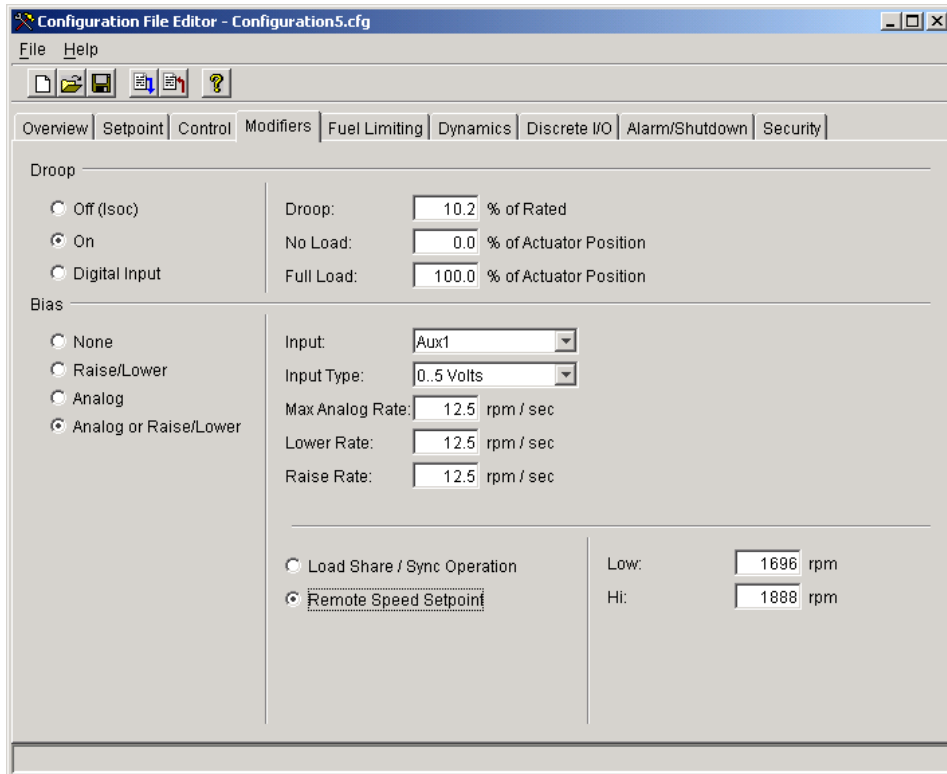 Configuration File Editor - Configuration5.cfg
File Help
Overview Setpoint Control Modifiers Fuel Limiting Dynamics Discrete I/O Alarm/Shutdown Security
Droop
Off (Isoc)
On
Digital Input
Droop: 10.2 % of Rated
No Load: 0.0 % of Actuator Position
Full Load: 100.0 % of Actuator Position
Bias
None
Raise/Lower
Analog
Analog or Raise/Lower
Input: Aux1
Input Type: 0..5 Volts
Max Analog Rate: 12.5 rpm / sec
Lower Rate: 12.5 rpm / sec
Raise Rate: 12.5 rpm / sec
Load Share / Sync Operation
Remote Speed Setpoint
Low: 1696 rpm
Hi: 1888 rpm